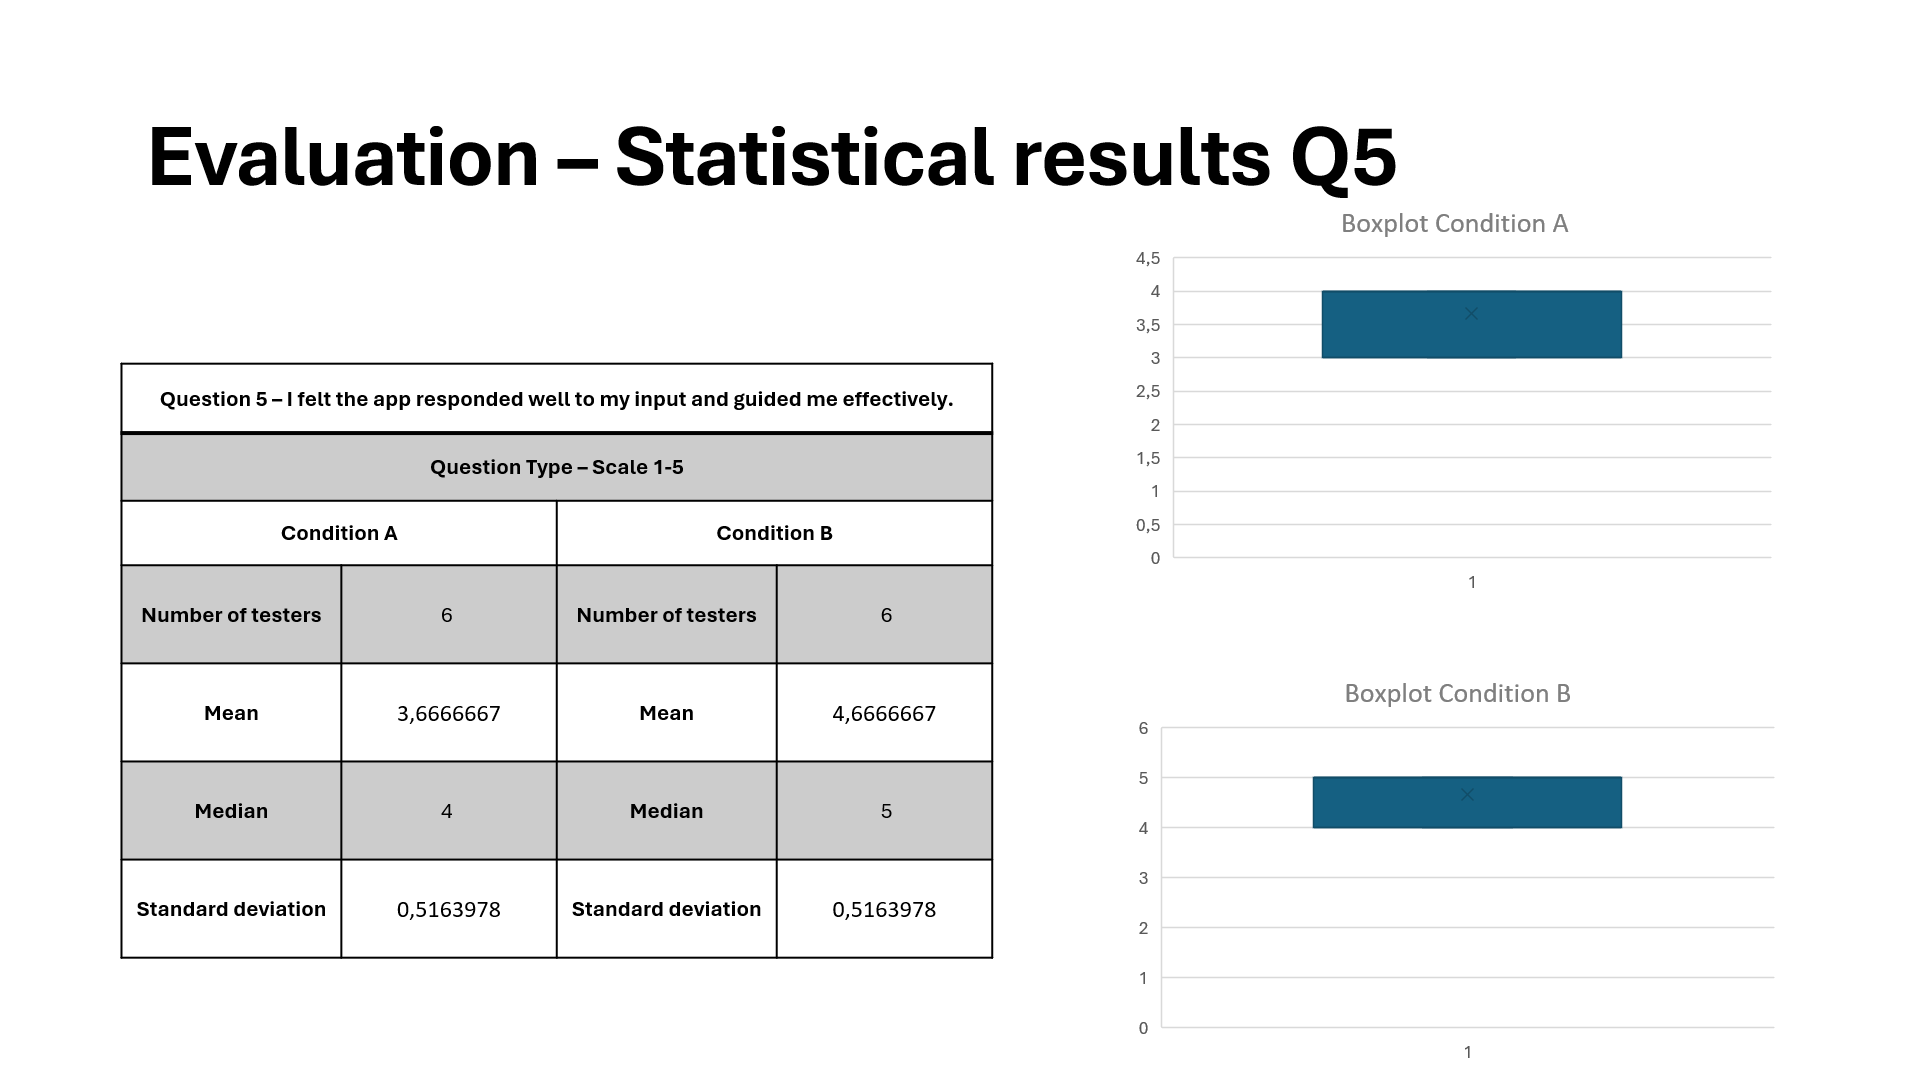 Evaluation – Statistical results Q5
Question 5 – I felt the app responded well to my input and guided me effectively.
Question Type – Scale 1-5
Condition A Condition B
Number of testers 6 Number of testers 6
Mean 3,6666667 Mean 4,6666667
Median 4 Median 5
Standard deviation 0,5163978 Standard deviation 0,5163978
Boxplot Condition A
4,5
4
3,5
3
2,5
2
1,5
1
0,5
0
1
Boxplot Condition B
6
5
4
3
2
1
0
1